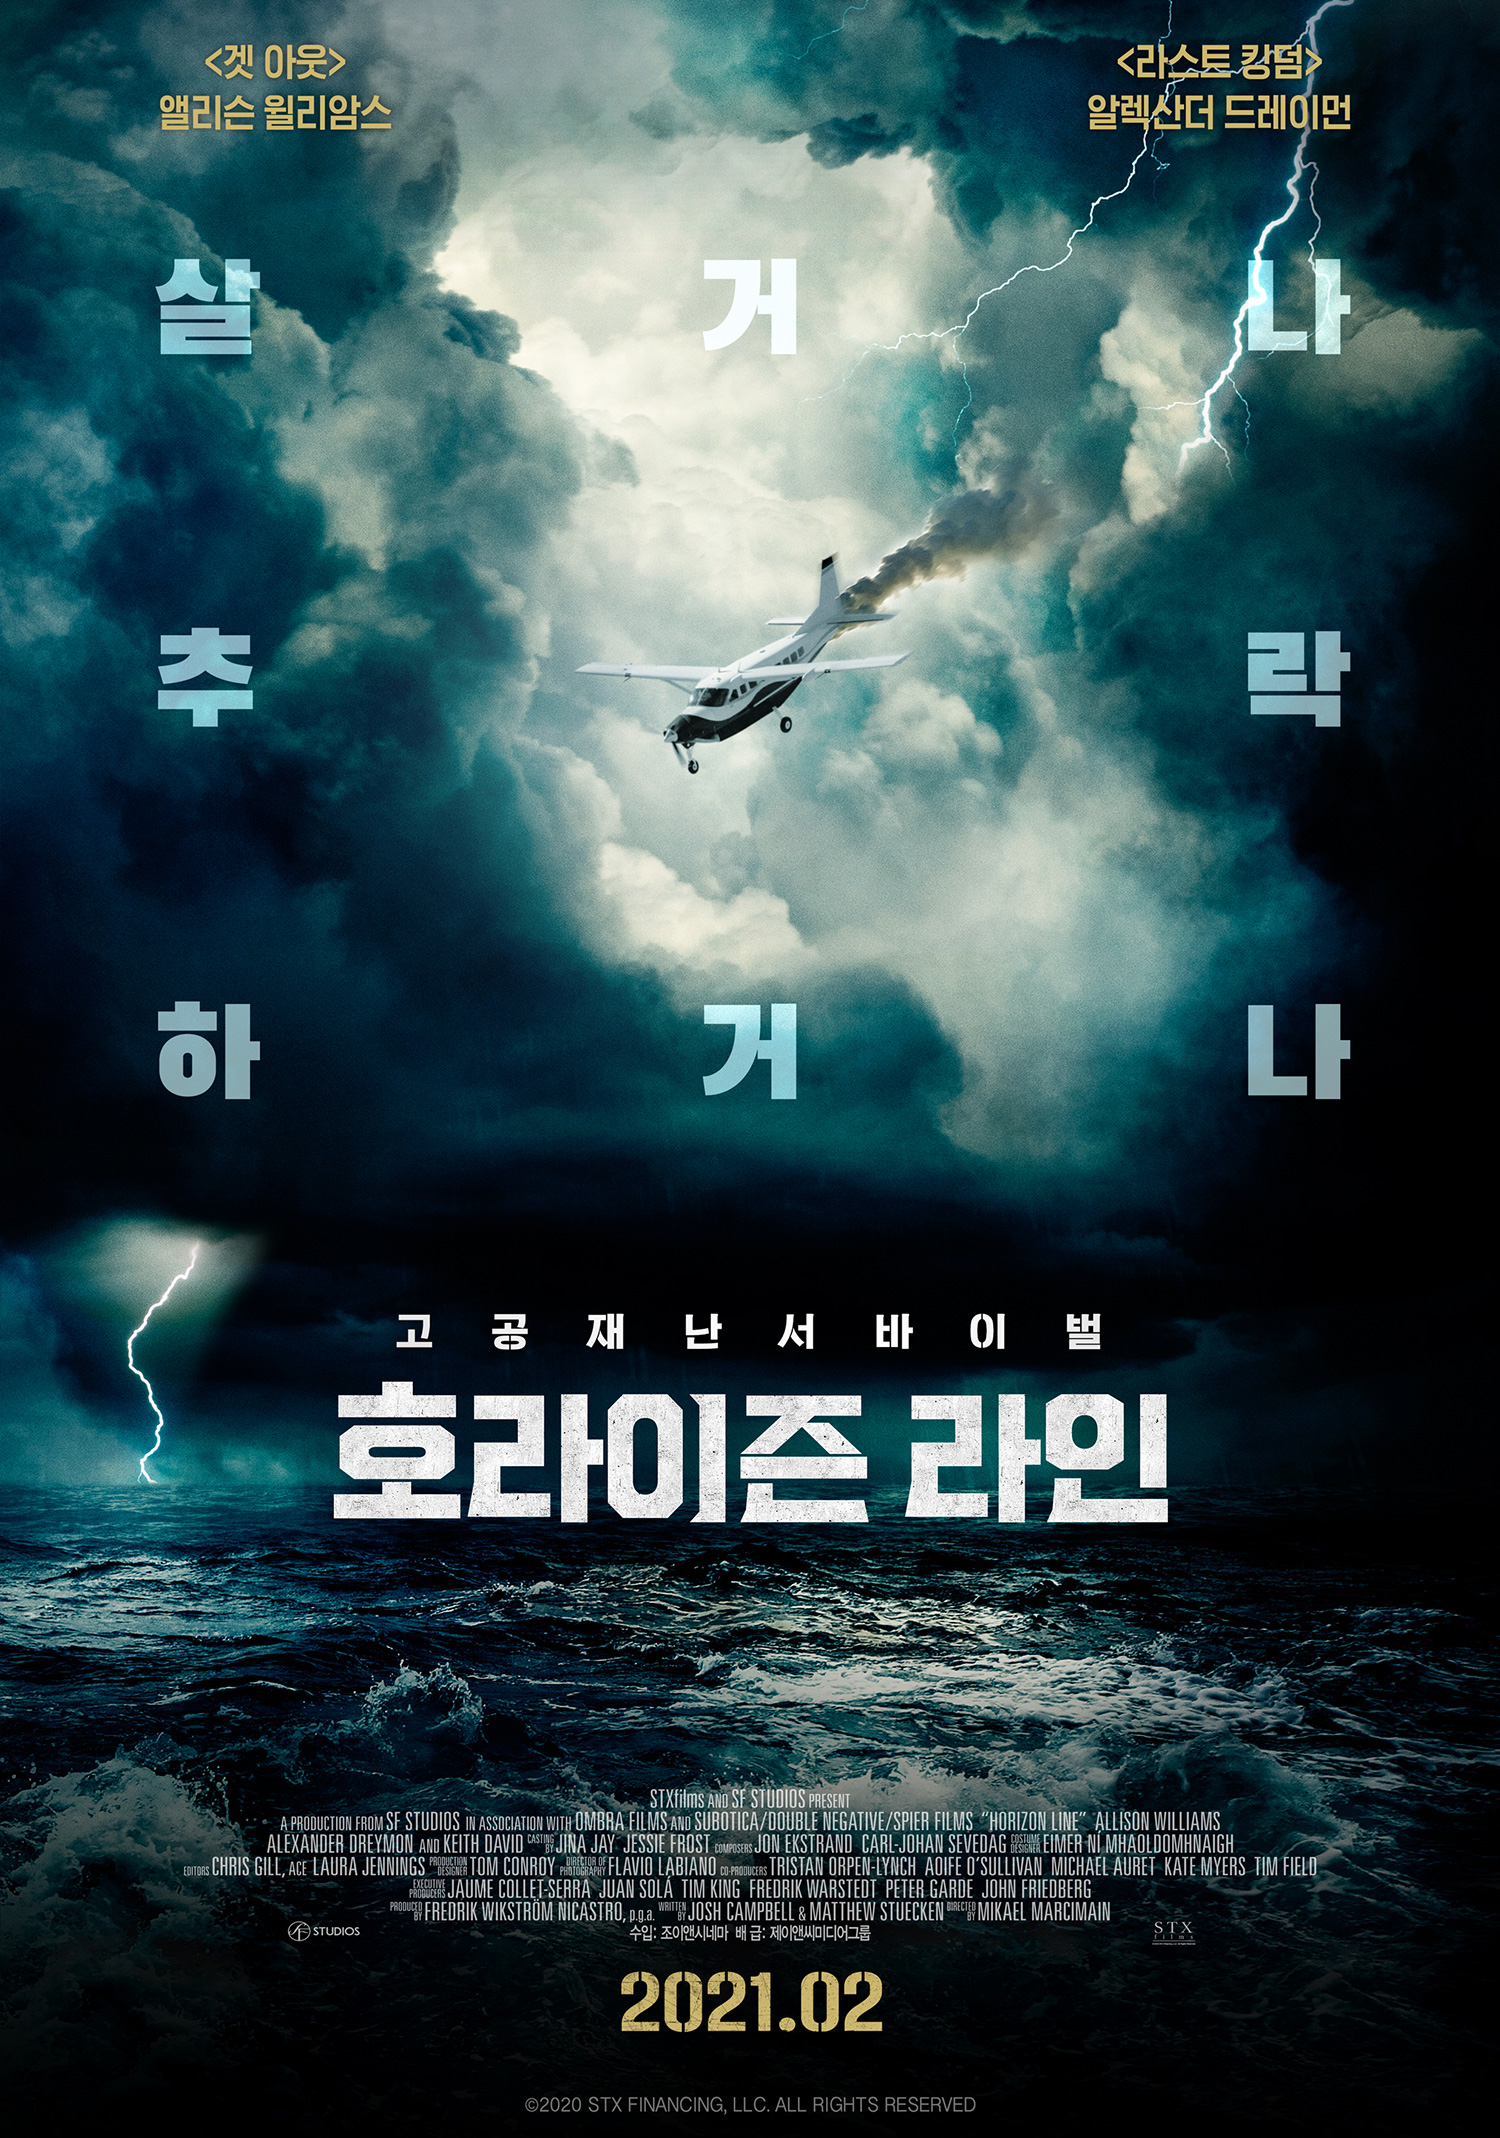 <겟 아웃>
앨리슨 윌리암스
<라스트 킹덤>
알렉산더 드레이먼
살 거 나
추 락
하 거 나
고 공 재 난 서 바 이 벌
호라이즌 라인
STXfilms AND SF STUDIOS PRESENT
A PRODUCTION FROM SF STUDIOS IN ASSOCIATION WITH OMBRA FILMS AND SUBOTICA/DOUBLE NEGATIVE/SPIER FILMS "HORIZON LINE" ALLISON WILLIAMS
ALEXANDER DREYMON AND KEITH DAVID CASTING BY JINA JAY JESSIE FROST COMPOSERS JON EKSTRAND CARL-JOHAN SEVEDAG COSTUME DESIGNER EIMER NÍ MHAOLDOMHNAIGH
EDITORS CHRIS GILL, ACE LAURA JENNINGS PRODUCTION DESIGNER TOM CONROY DIRECTOR OF PHOTOGRAPHY FLAVIO LABIANO CO-PRODUCERS TRISTAN ORPEN-LYNCH AOIFE O'SULLIVAN MICHAEL AURET KATE MYERS TIM FIELD
EXECUTIVE PRODUCERS JAUME COLLET-SERRA JUAN SOLÁ TIM KING FREDRIK WARSTEDT PETER GARDE JOHN FRIEDBERG
PRODUCED BY FREDRIK WIKSTRÖM NICASTRO, p.g.a. WRITTEN BY JOSH CAMPBELL & MATTHEW STUECKEN DIRECTED BY MIKAEL MARCIMAIN
SF STUDIOS
수입: 조이앤시네마 배 급: 제이앤씨미디어그룹
STX
films
2021.02
©2020 STX FINANCING, LLC. ALL RIGHTS RESERVED